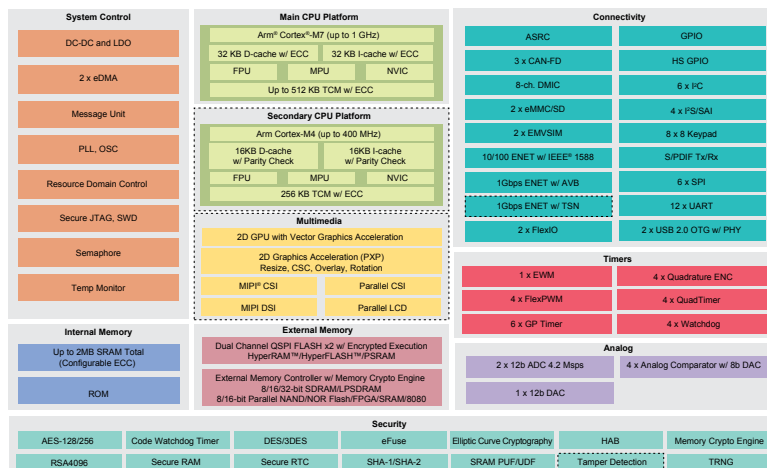 System Control
DC-DC and LDO
2 x eDMA
Message Unit
PLL, OSC
Resource Domain Control
Secure JTAG, SWD
Semaphore
Temp Monitor
Internal Memory
Up to 2MB SRAM Total
(Configurable ECC)
ROM
Main CPU Platform
Arm® Cortex®-M7 (up to 1 GHz)
32 KB D-cache w/ ECC
32 KB I-cache w/ ECC
FPU
MPU
NVIC
Up to 512 KB TCM w/ ECC
Secondary CPU Platform
Arm Cortex-M4 (up to 400 MHz)
16KB D-cache
w/ Parity Check
16KB I-cache
w/ Parity Check
FPU
MPU
NVIC
256 KB TCM w/ ECC
Multimedia
2D GPU with Vector Graphics Acceleration
2D Graphics Acceleration (PXP)
Resize, CSC, Overlay, Rotation
MIPI® CSI
Parallel CSI
MIPI DSI
Parallel LCD
External Memory
Dual Channel QSPI FLASH x2 w/ Encrypted Execution
HyperRAM™/HyperFLASH™/PSRAM
External Memory Controller w/ Memory Crypto Engine
8/16/32-bit SDRAM/LPSDRAM
8/16-bit Parallel NAND/NOR Flash/FPGA/SRAM/8080
Connectivity
ASRC
GPIO
3 x CAN-FD
HS GPIO
8-ch. DMIC
6 x I²C
2 x eMMC/SD
4 x I²S/SAI
2 x EMVSIM
8 x 8 Keypad
10/100 ENET w/ IEEE® 1588
S/PDIF Tx/Rx
1Gbps ENET w/ AVB
6 x SPI
1Gbps ENET w/ TSN
12 x UART
2 x FlexIO
2 x USB 2.0 OTG w/ PHY
Timers
1 x EWM
4 x Quadrature ENC
4 x FlexPWM
4 x QuadTimer
6 x GP Timer
4 x Watchdog
Analog
2 x 12b ADC 4.2 Msps
4 x Analog Comparator w/ 8b DAC
1 x 12b DAC
Security
AES-128/256
Code Watchdog Timer
DES/3DES
eFuse
Elliptic Curve Cryptography
HAB
Memory Crypto Engine
RSA4096
Secure RAM
Secure RTC
SHA-1/SHA-2
SRAM PUF/UDF
Tamper Detection
TRNG